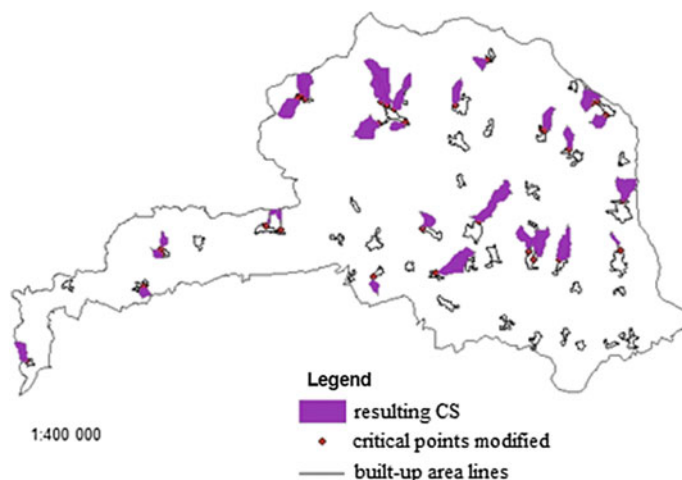 Legend
resulting CS
critical points modified
1:400 000
built-up area lines